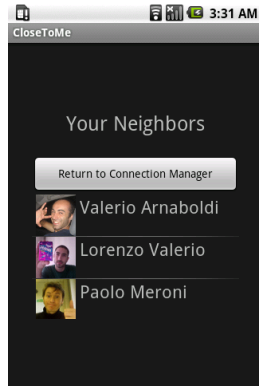 3:31 AM
CloseToMe
Your Neighbors
Return to Connection Manager
Valerio Arnaboldi
Lorenzo Valerio
Paolo Meroni